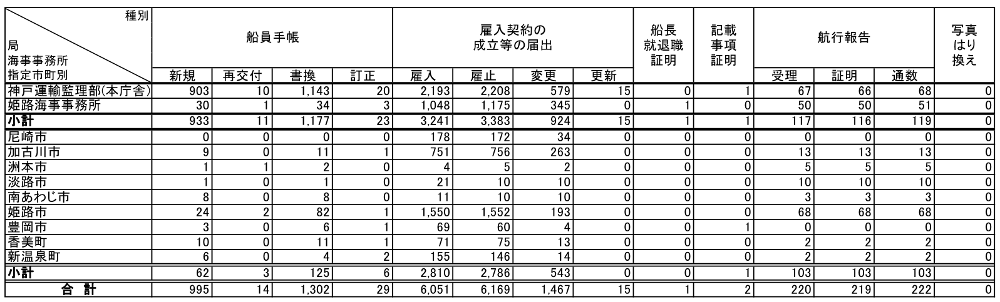 種別
局
海事事務所
指定市町別
船員手帳
雇入契約の
成立等の届出
船長
就退職
証明
記載
事項
証明
航行報告
写真
はり
換え
新規 再交付 書換 訂正 雇入 雇止 変更 更新 受理 証明 通数
神戸運輸監理部(本庁舎) 903 10 1,143 20 2,193 2,208 579 15 0 1 67 66 68 0
姫路海事事務所 30 1 34 3 1,048 1,175 345 0 1 0 50 50 51 0
小計 933 11 1,177 23 3,241 3,383 924 15 1 1 117 116 119 0
尼崎市 0 0 0 0 178 172 34 0 0 0 0 0 0 0
加古川市 9 0 11 1 751 756 263 0 0 0 13 13 13 0
洲本市 1 1 2 0 4 5 2 0 0 0 5 5 5 0
淡路市 1 0 1 0 21 10 10 0 0 0 10 10 10 0
南あわじ市 8 0 8 0 11 10 10 0 0 0 3 3 3 0
姫路市 24 2 82 1 1,550 1,552 193 0 0 0 68 68 68 0
豊岡市 3 0 6 1 69 60 4 0 0 1 0 0 0 0
香美町 10 0 11 1 71 75 13 0 0 0 2 2 2 0
新温泉町 6 0 4 2 155 146 14 0 0 0 2 2 2 0
小計 62 3 125 6 2,810 2,786 543 0 0 1 103 103 103 0
合 計 995 14 1,302 29 6,051 6,169 1,467 15 1 2 220 219 222 0